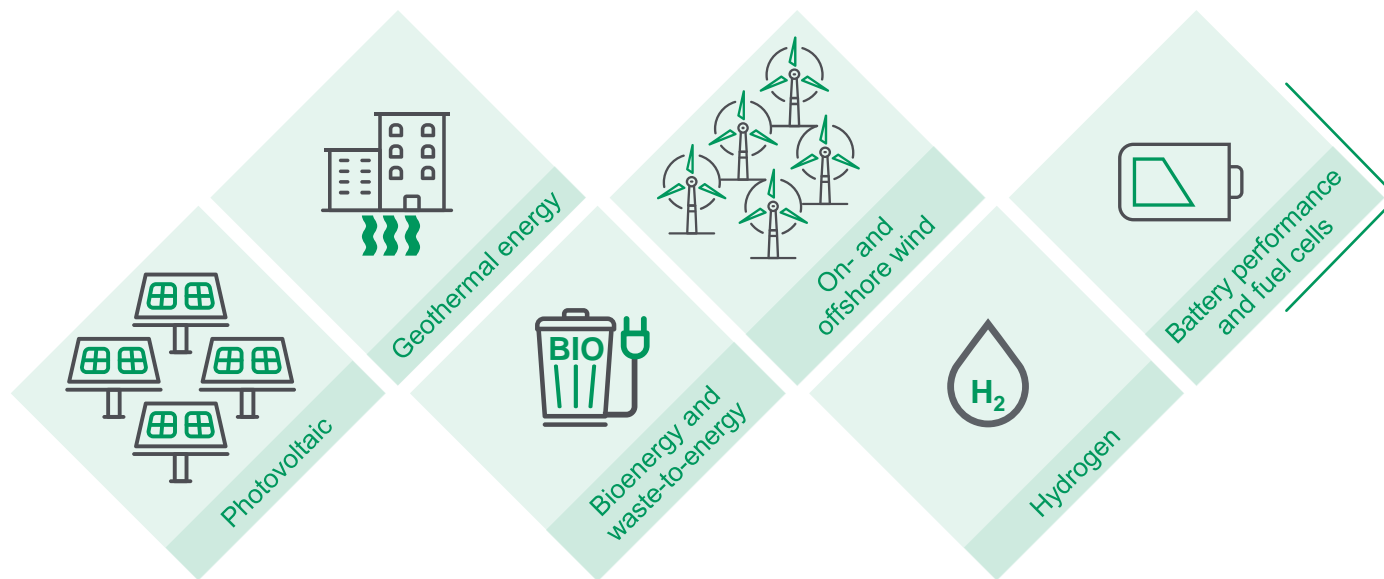 Photovoltaic
Geothermal energy
BIO
Bioenergy and
waste-to-energy
On- and
offshore wind
H2
Hydrogen
Battery performance
and fuel cells